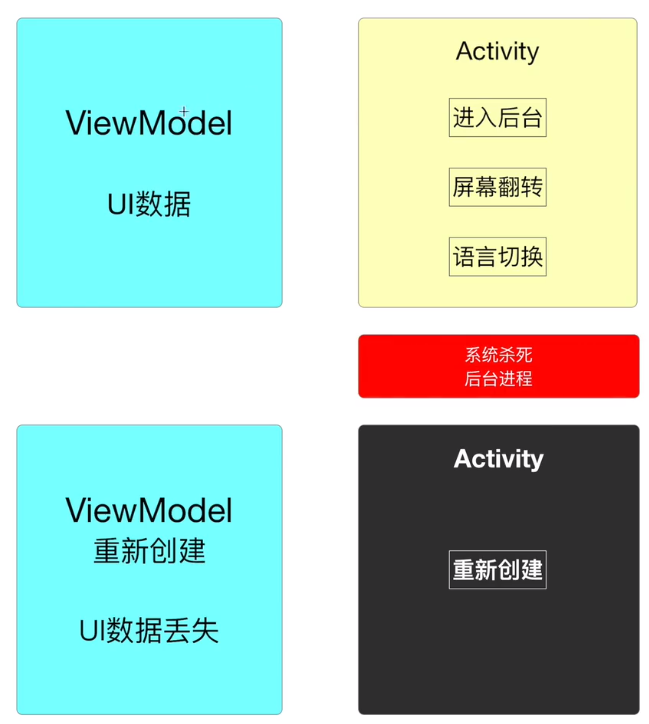 ViewModel
UI数据
Activity
进入后台
屏幕翻转
语言切换
系统杀死
后台进程
ViewModel
重新创建
UI数据丢失
Activity
重新创建